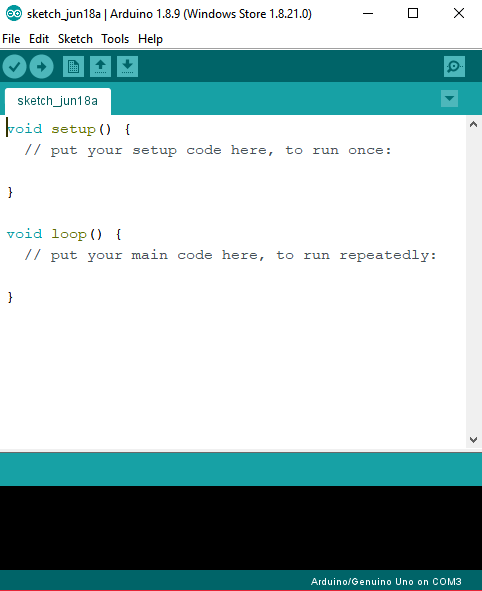 sketch_jun18a | Arduino 1.8.9 (Windows Store 1.8.21.0)
File Edit Sketch Tools Help
sketch_jun18a
void setup() {
  // put your setup code here, to run once:
}
void loop() {
  // put your main code here, to run repeatedly:
}
Arduino/Genuino Uno on COM3